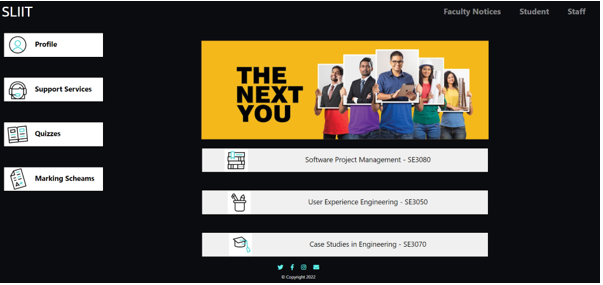 SLIIT
Faculty Notices Student Staff
Profile
Support Services
Quizzes
Marking Scheams
THE
NEXT
YOU
Software Project Management - SE3080
User Experience Engineering - SE3050
Case Studies in Engineering - SE3070
© Copyright 2022